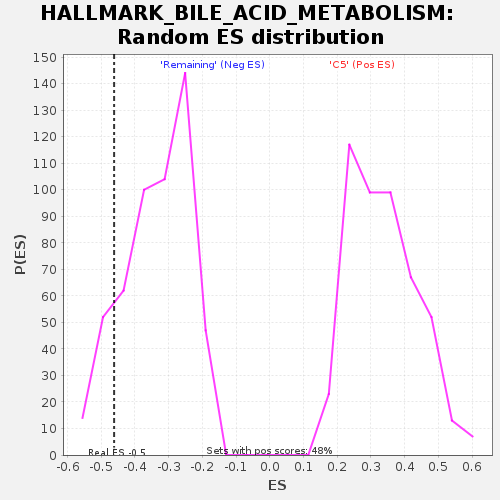 HALLMARK_BILE_ACID_METABOLISM:
Random ES distribution
'Remaining' (Neg ES) 'C5' (Pos ES)
150
140
130
120
110
100
90
80
70
60
50
40
30
20
10
0
P(ES)
Real ES -0.5 Sets with pos scores: 48%
-0.6 -0.5 -0.4 -0.3 -0.2 -0.1 0.0 0.1 0.2 0.3 0.4 0.5 0.6
ES